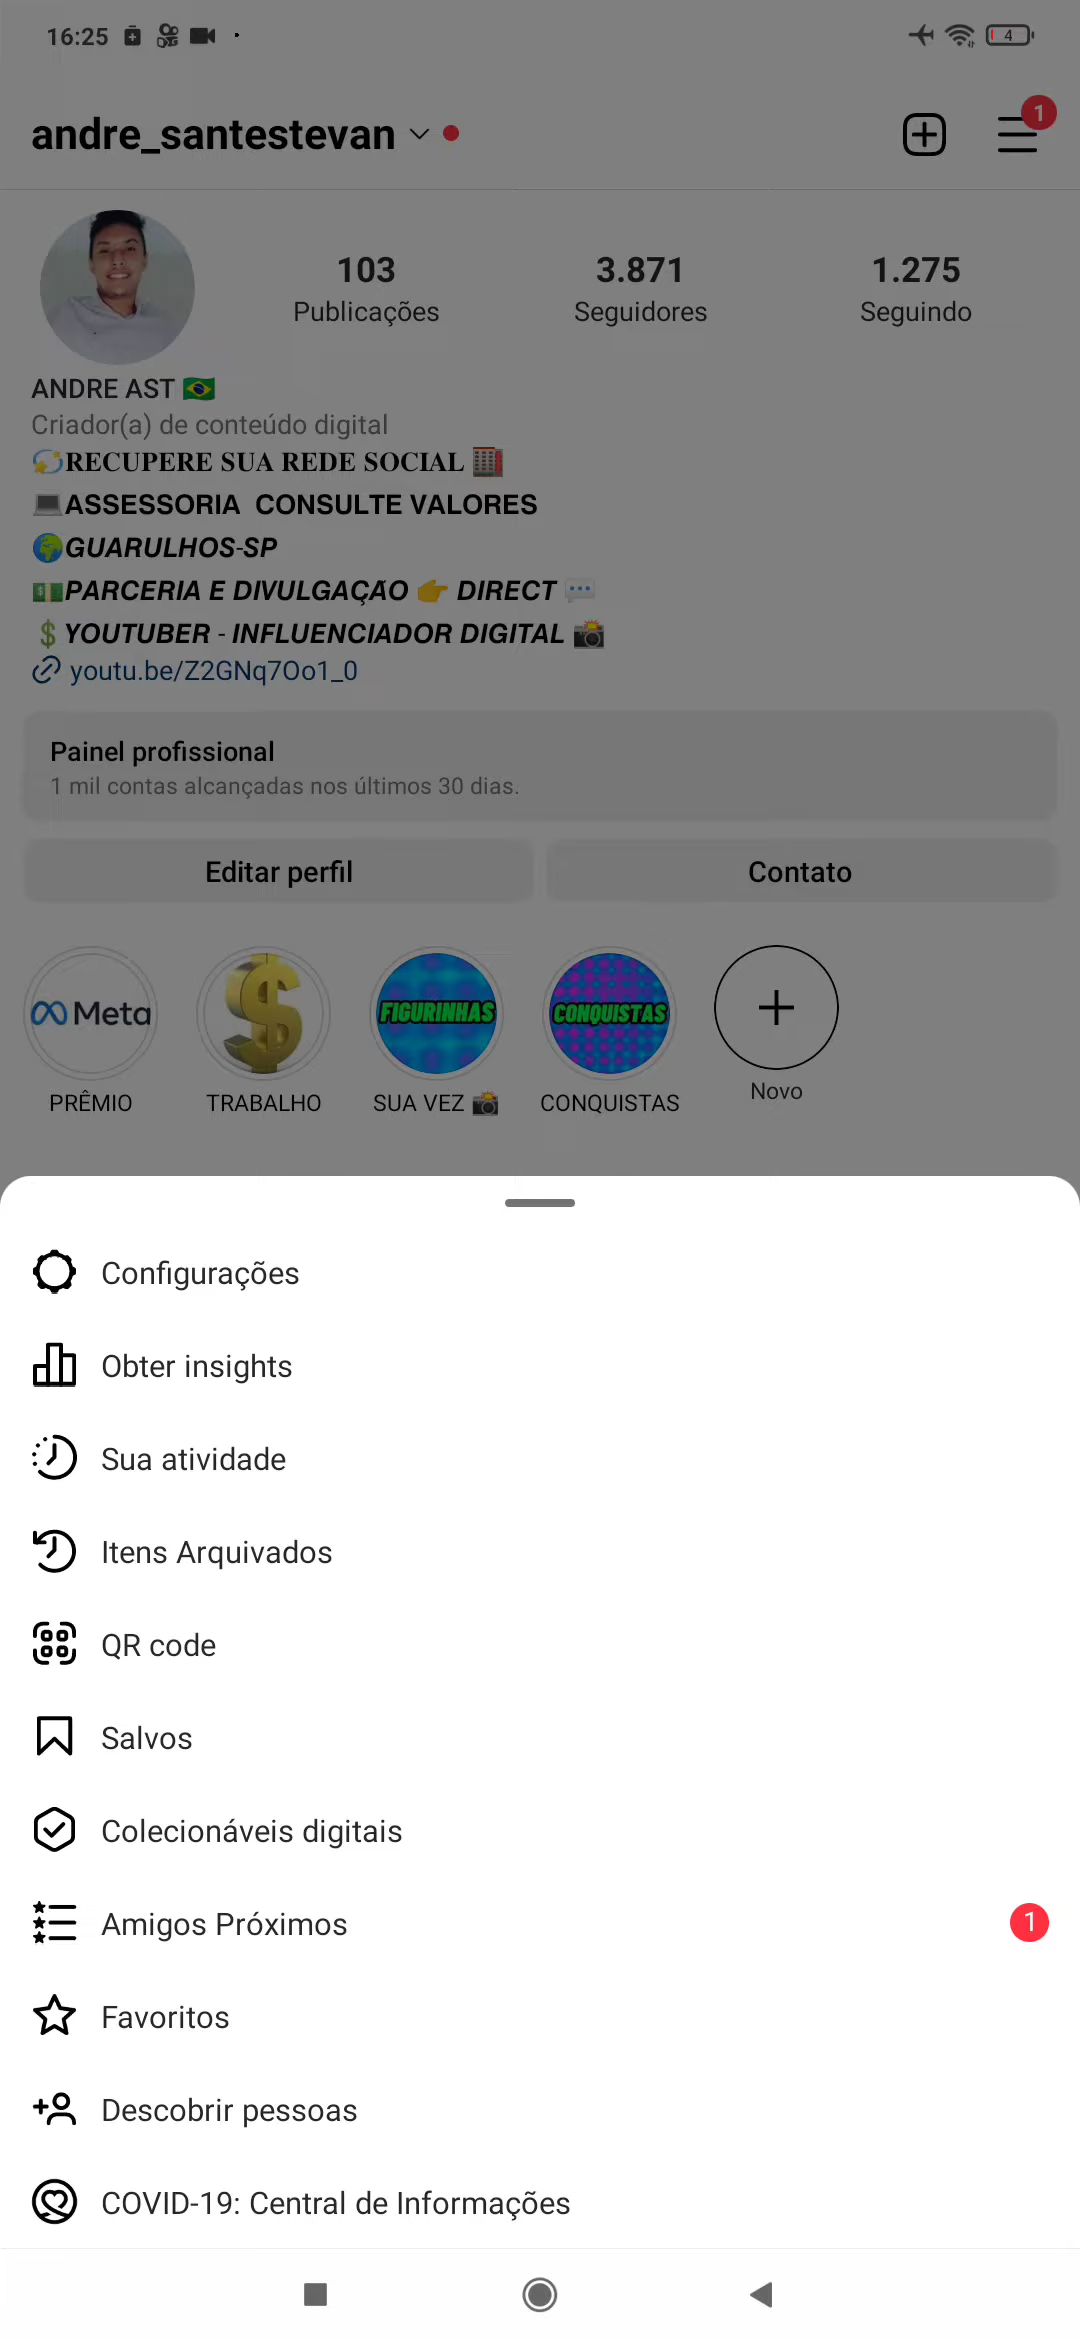 16:25
4
andre_santestevan
1
103
3.871
1.275
Publicações
Seguidores
Seguindo
ANDRE AST 🇧🇷
Criador(a) de conteúdo digital
💫RECUPERE SUA REDE SOCIAL 🏣
💻ASSESSORIA CONSULTE VALORES
🌍GUARULHOS-SP
💵PARCERIA E DIVULGAÇÃO 👉 DIRECT 💬
💲YOUTUBER - INFLUENCIADOR DIGITAL 📸
youtu.be/Z2GNq7Oo1_0
Painel profissional
1 mil contas alcançadas nos últimos 30 dias.
Editar perfil
Contato
Meta
FIGURINHAS
CONQUISTAS
PRÊMIO
TRABALHO
SUA VEZ 📸
CONQUISTAS
Novo
Configurações
Obter insights
Sua atividade
Itens Arquivados
QR code
Salvos
Colecionáveis digitais
Amigos Próximos
1
Favoritos
Descobrir pessoas
COVID-19: Central de Informações